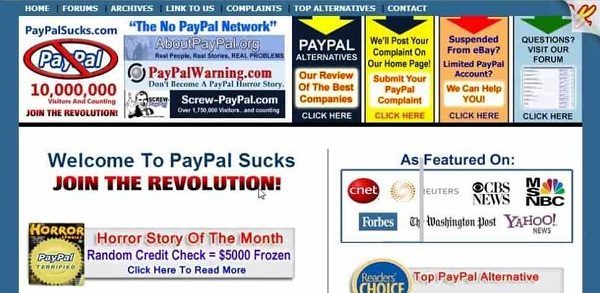 HOME | FORUMS | ARCHIVES | LINK TO US | COMPLAINTS | TOP ALTERNATIVES | CONTACT
PayPalSucks.com
PayPal
10,000,000
Visitors And Counting
JOIN THE REVOLUTION!
"The No PayPal Network"
AboutPayPal.org
Real People, Real Stories, REAL PROBLEMS
PayPalWarning.com
Don't Become A PayPal Horror Story.
Screw-PayPal.com
Over 1,750,000 Visitors...and counting
PAYPAL
ALTERNATIVES
Our Review
Of The Best
Companies
CLICK HERE
We'll Post Your
Complaint On
Our Home Page!
Submit Your
PayPal
Complaint
CLICK HERE
Suspended
From eBay?
Limited PayPal
Account?
We Can Help
YOU!
CLICK HERE
QUESTIONS?
VISIT OUR
FORUM
CLICK HERE
Welcome To PayPal Sucks
JOIN THE REVOLUTION!
As Featured On:
cnet
REUTERS
CBS
NEWS
MSNBC
Forbes
The Washington Post
YAHOO!
NEWS
HORROR
STORIES
PayPal
TERRIFIED
Horror Story Of The Month
Random Credit Check = $5000 Frozen
Click Here To Read More
Readers'
CHOICE
Top PayPal Alternative